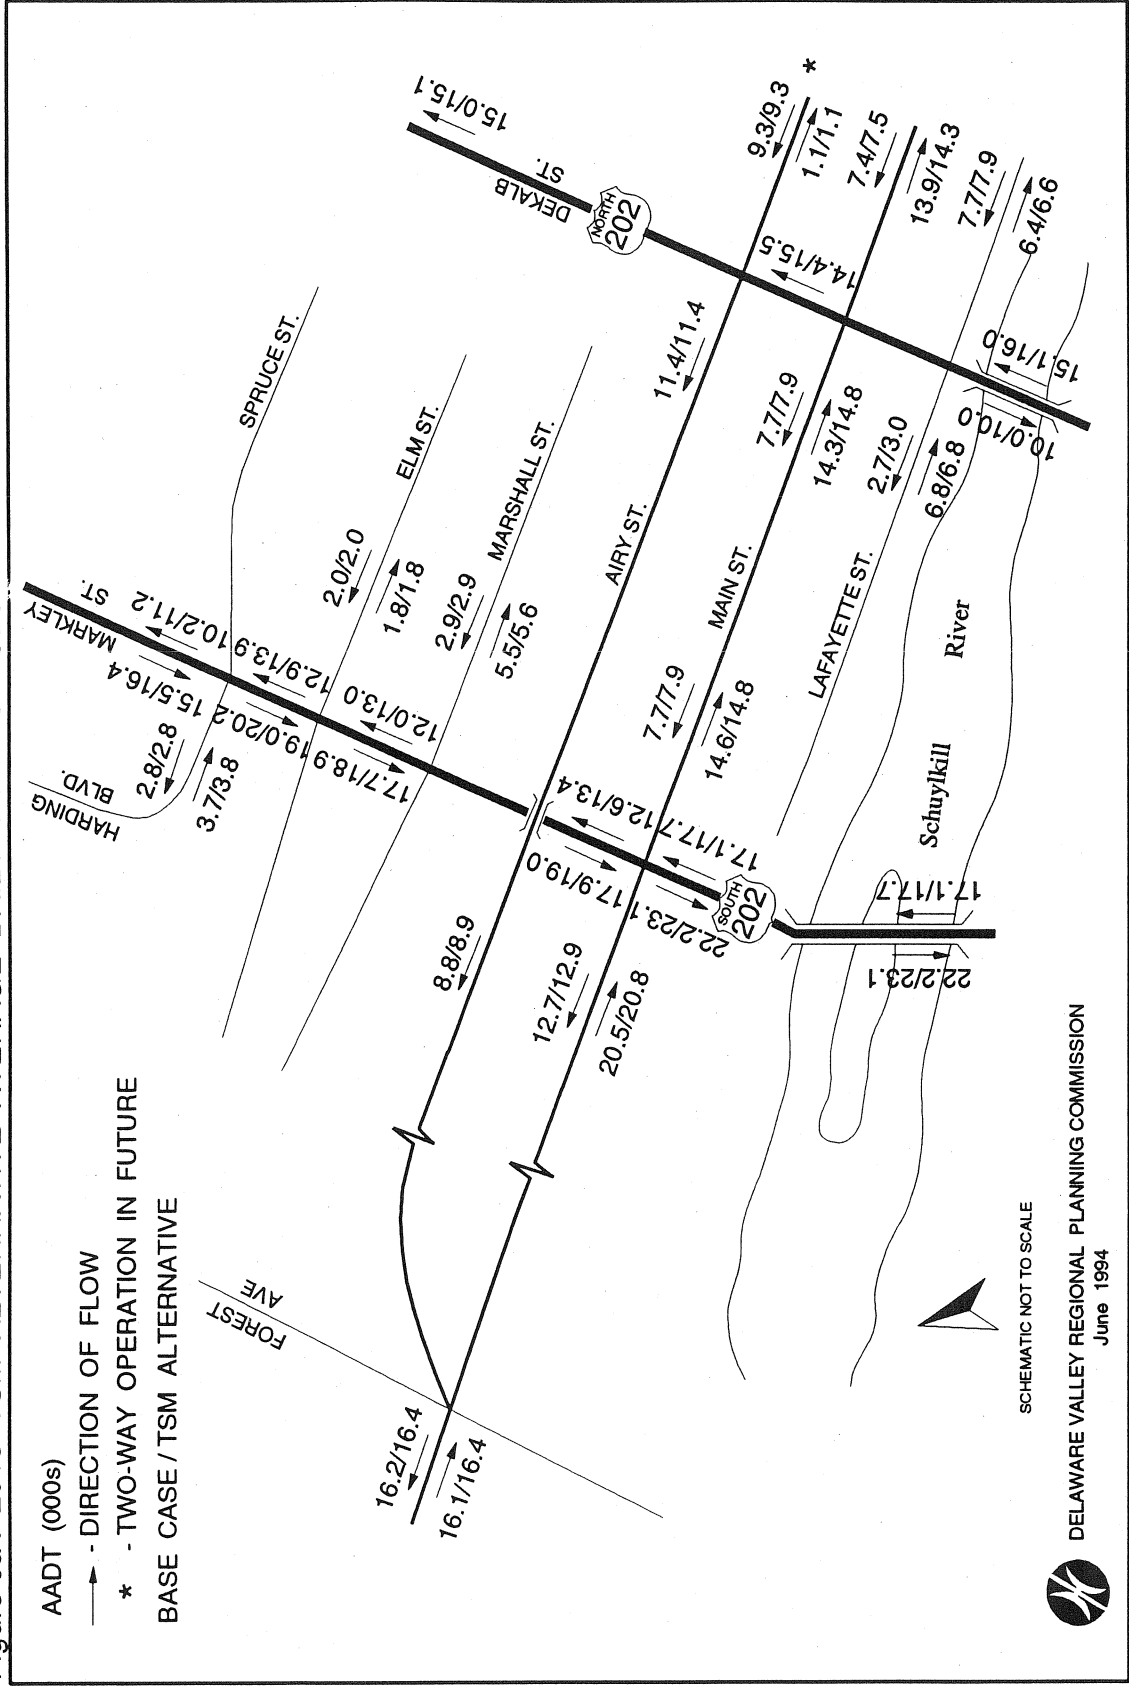 AADT (000s)
- DIRECTION OF FLOW
* - TWO-WAY OPERATION IN FUTURE
BASE CASE / TSM ALTERNATIVE
HARDING
BLVD.
MARKLEY
ST.
SPRUCE ST.
ELM ST.
MARSHALL ST.
AIRY ST.
MAIN ST.
LAFAYETTE ST.
DEKALB
ST.
NORTH
202
SOUTH
202
FOREST
AVE
Schuylkill
River
15.0/15.1
9.3/9.3
*
1.1/1.1
7.4/7.5
13.9/14.3
7.7/7.9
6.4/6.6
14.4/15.5
15.1/16.0
10.0/10.0
11.4/11.4
7.7/7.9
14.3/14.8
2.7/3.0
6.8/6.8
10.2/11.2
15.5/16.4
12.9/13.9
19.0/20.2
12.0/13.0
17.7/18.9
2.8/2.8
3.7/3.8
2.0/2.0
1.8/1.8
2.9/2.9
5.5/5.6
7.7/7.9
14.6/14.8
12.6/13.4
17.9/19.0
17.1/17.7
22.2/23.1
17.1/17.7
22.2/23.1
8.8/8.9
12.7/12.9
20.5/20.8
16.2/16.4
16.1/16.4
SCHEMATIC NOT TO SCALE
DELAWARE VALLEY REGIONAL PLANNING COMMISSION
June 1994